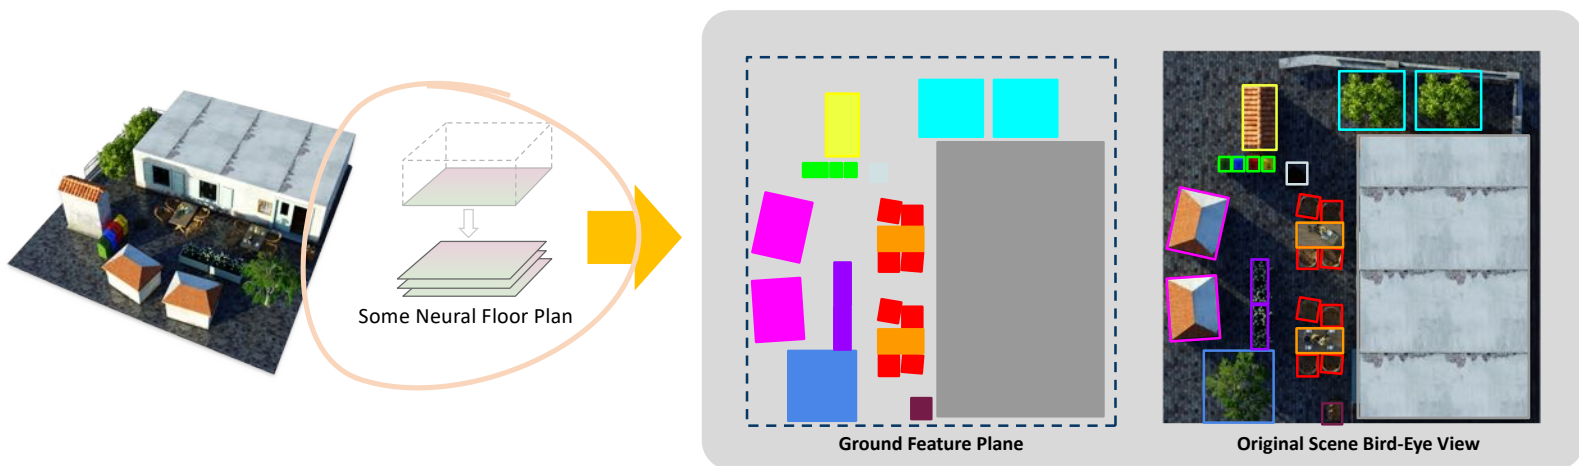 Some Neural Floor Plan
Ground Feature Plane
Original Scene Bird-Eye View